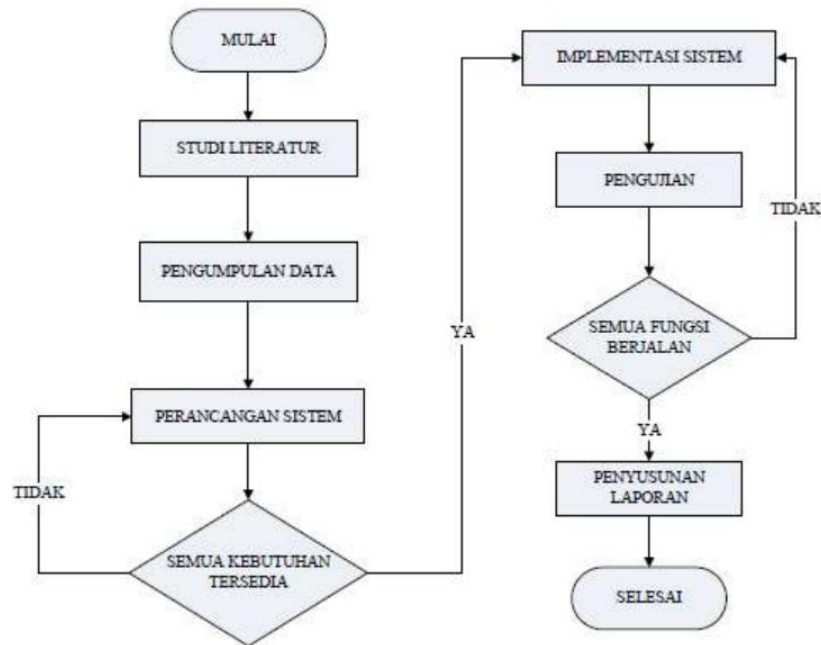 MULAI
STUDI LITERATUR
PENGUMPULAN DATA
PERANCANGAN SISTEM
TIDAK
SEMUA KEBUTUHAN
TERSEDIA
YA
IMPLEMENTASI SISTEM
PENGUJIAN
TIDAK
SEMUA FUNGSI
BERJALAN
YA
PENYUSUNAN
LAPORAN
SELESAI